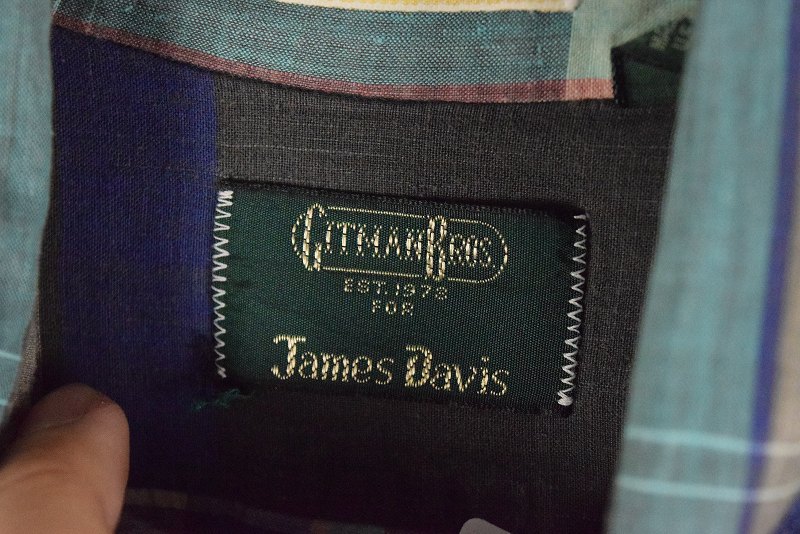 GITMAN BROS
EST. 1978
FOR
James Davis